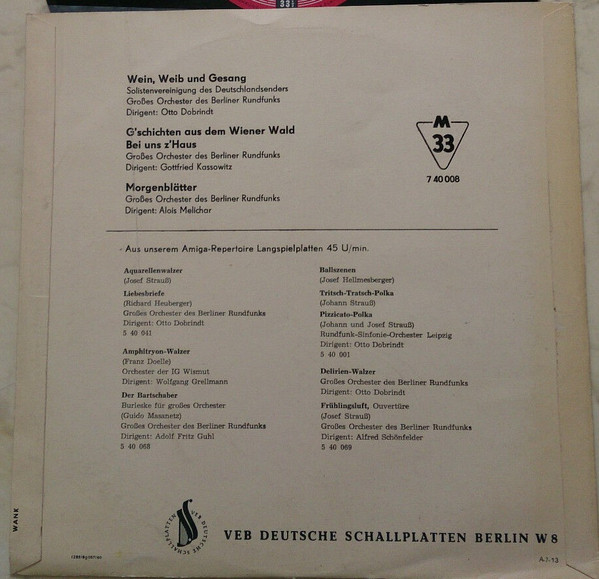 33⅓
Wein, Weib und Gesang
Solistenvereinigung des Deutschlandsenders
Großes Orchester des Berliner Rundfunks
Dirigent: Otto Dobrindt
G'schichten aus dem Wiener Wald
Bei uns z'Haus
Großes Orchester des Berliner Rundfunks
Dirigent: Gottfried Kassowitz
Morgenblätter
Großes Orchester des Berliner Rundfunks
Dirigent: Alois Melichar
M
33
7 40 008
Aus unserem Amiga-Repertoire Langspielplatten 45 U/min.
Aquarellenwalzer
(Josef Strauß)
Liebesbriefe
(Richard Heuberger)
Großes Orchester des Berliner Rundfunks
Dirigent: Otto Dobrindt
5 40 041
Amphitryon-Walzer
(Franz Doelle)
Orchester der IG Wismut
Dirigent: Wolfgang Grellmann
Der Bartschaber
Burleske für großes Orchester
(Guido Masanetz)
Großes Orchester des Berliner Rundfunks
Dirigent: Adolf Fritz Guhl
5 40 068
Ballszenen
(Josef Hellmesberger)
Tritsch-Tratsch-Polka
(Johann Strauß)
Pizzicato-Polka
(Johann und Josef Strauß)
Rundfunk-Sinfonie-Orchester Leipzig
Dirigent: Otto Dobrindt
5 40 001
Delirien-Walzer
Großes Orchester des Berliner Rundfunks
Dirigent: Otto Dobrindt
Frühlingsluft, Ouvertüre
(Josef Strauß)
Großes Orchester des Berliner Rundfunks
Dirigent: Alfred Schönfelder
5 40 069
WANK
VEB DEUTSCHE SCHALLPLATTEN
VEB DEUTSCHE SCHALLPLATTEN BERLIN W 8